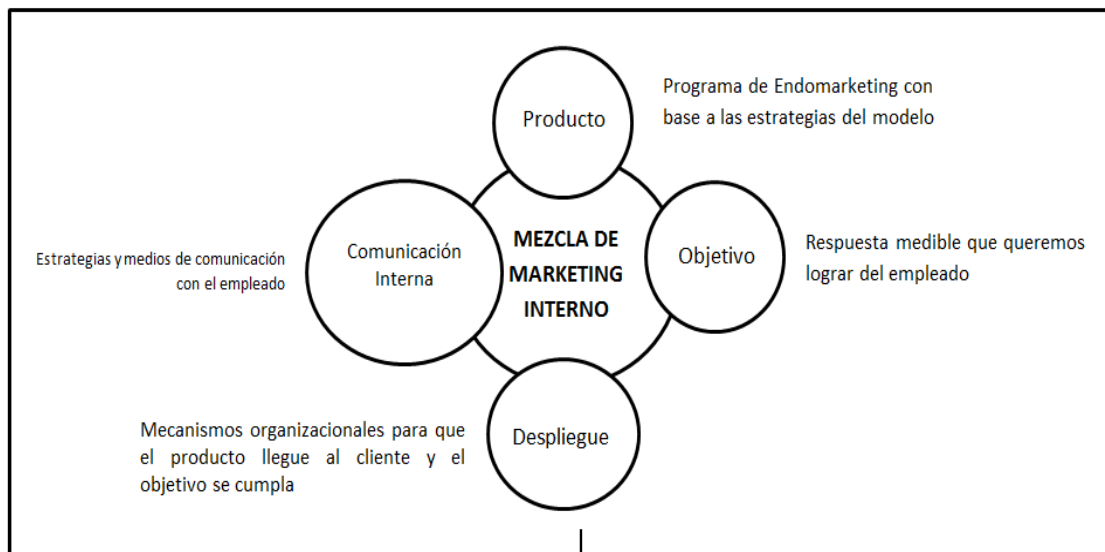 Producto
Programa de Endomarketing con
base a las estrategias del modelo
Estrategias y medios de comunicación
con el empleado
Comunicación
Interna
MEZCLA DE
MARKETING
INTERNO
Objetivo
Respuesta medible que queremos
lograr del empleado
Mecanismos organizacionales para que
el producto llegue al cliente y el
objetivo se cumpla
Despliegue